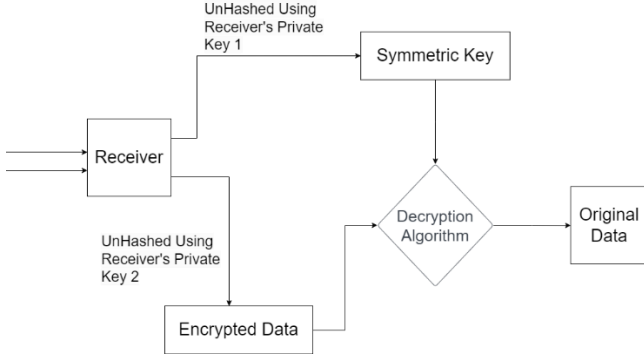 UnHashed Using
Receiver's Private
Key 1
Symmetric Key
Receiver
Decryption
Algorithm
Original
Data
UnHashed Using
Receiver's Private
Key 2
Encrypted Data